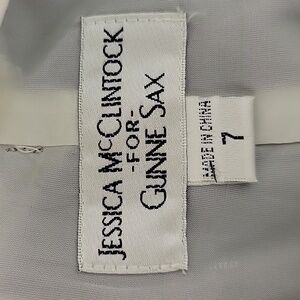 JESSICA McCLINTOCK
-FOR-
GUNNE SAX
MADE IN CHINA
7